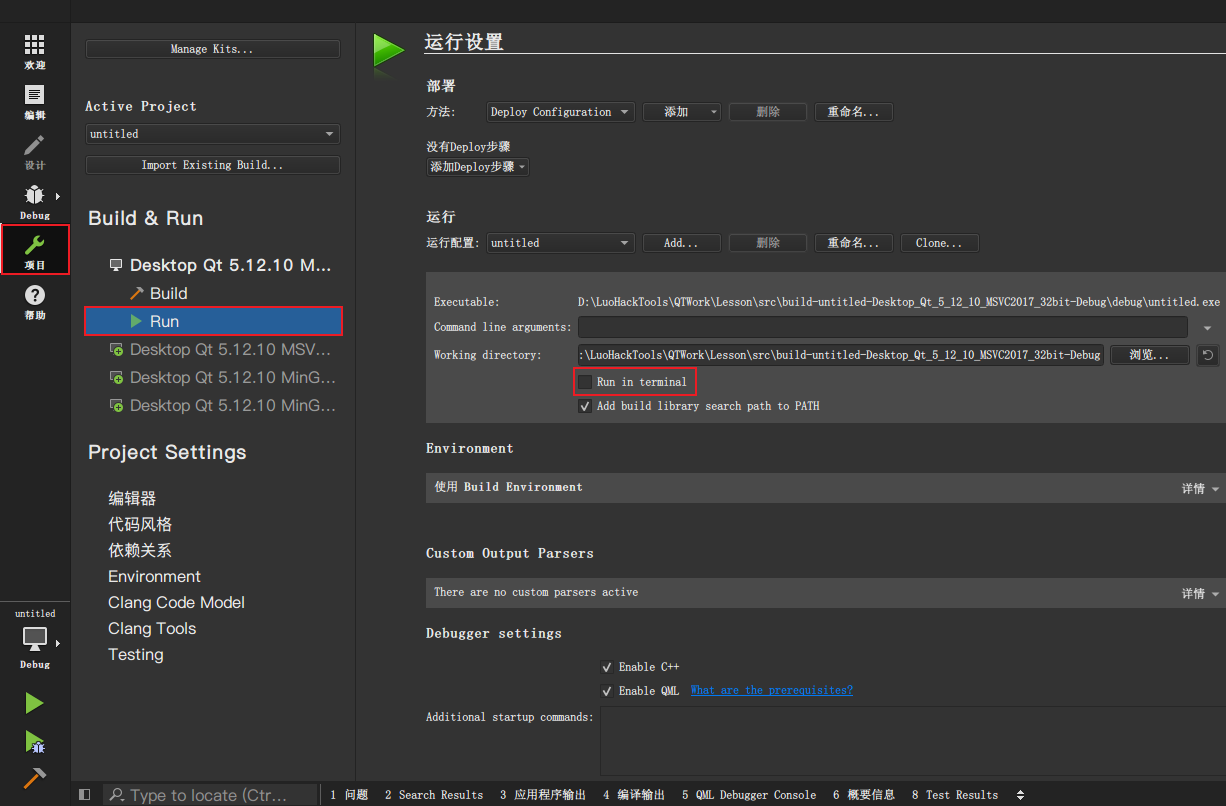 欢迎
编辑
设计
Debug
项目
帮助
untitled
Debug
Manage Kits...
Active Project
untitled
Import Existing Build...
Build & Run
Desktop Qt 5.12.10 M...
Build
Run
Desktop Qt 5.12.10 MSV...
Desktop Qt 5.12.10 MinG...
Desktop Qt 5.12.10 MinG...
Project Settings
编辑器
代码风格
依赖关系
Environment
Clang Code Model
Clang Tools
Testing
运行设置
部署
方法: Deploy Configuration 添加 删除 重命名...
没有Deploy步骤
添加Deploy步骤
运行
运行配置: untitled Add... 删除 重命名... Clone...
Executable: D:\LuoHackTools\QTWork\Lesson\src\build-untitled-Desktop_Qt_5_12_10_MSVC2017_32bit-Debug\debug\untitled.exe
Command line arguments:
Working directory: :\LuoHackTools\QTWork\Lesson\src\build-untitled-Desktop_Qt_5_12_10_MSVC2017_32bit-Debug 浏览...
Run in terminal
Add build library search path to PATH
Environment
使用 Build Environment 详情
Custom Output Parsers
There are no custom parsers active 详情
Debugger settings
Enable C++
Enable QML What are the prerequisites?
Additional startup commands:
Type to locate (Ctr... 1 问题 2 Search Results 3 应用程序输出 4 编译输出 5 QML Debugger Console 6 概要信息 8 Test Results